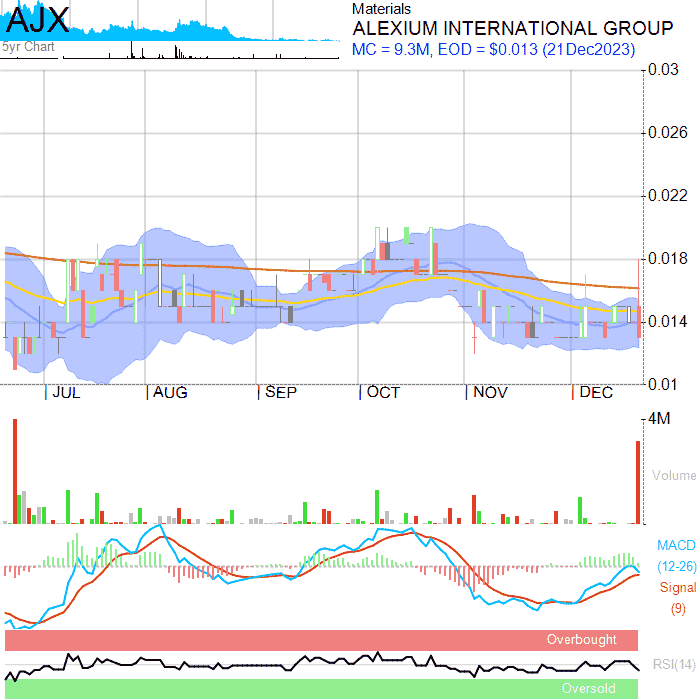 AJX
5yr Chart
Materials
ALEXIUM INTERNATIONAL GROUP
MC = 9.3M, EOD = $0.013 (21Dec2023)
0.03
0.026
0.022
0.018
0.014
0.01
JUL AUG SEP OCT NOV DEC
4M
Volume
MACD
(12-26)
Signal
(9)
Overbought
RSI(14)
Oversold